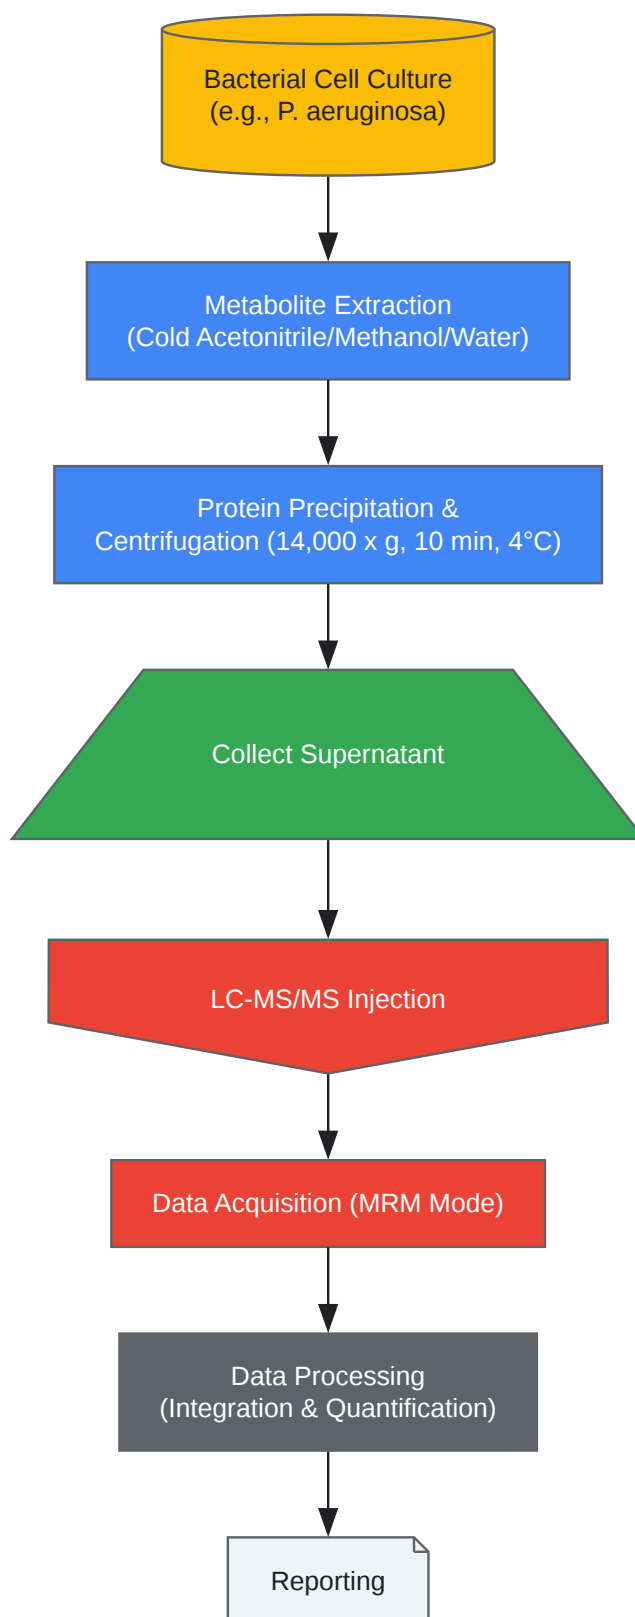 Bacterial Cell Culture
(e.g., P. aeruginosa)
Metabolite Extraction
(Cold Acetonitrile/Methanol/Water)
Protein Precipitation &
Centrifugation (14,000 x g, 10 min, 4°C)
Collect Supernatant
LC-MS/MS Injection
Data Acquisition (MRM Mode)
Data Processing
(Integration & Quantification)
Reporting